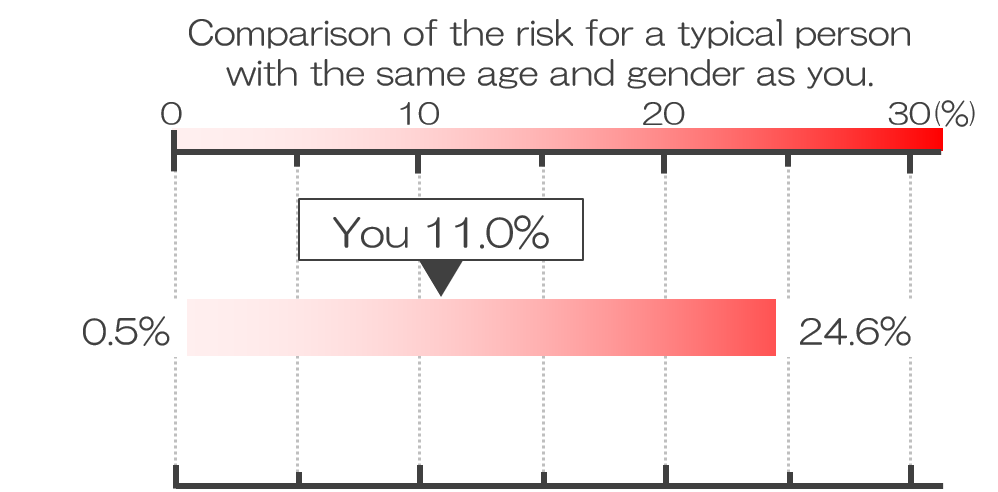 Comparison of the risk for a typical person
with the same age and gender as you.
0 10 20 30(%)
You 11.0%
0.5% 24.6%